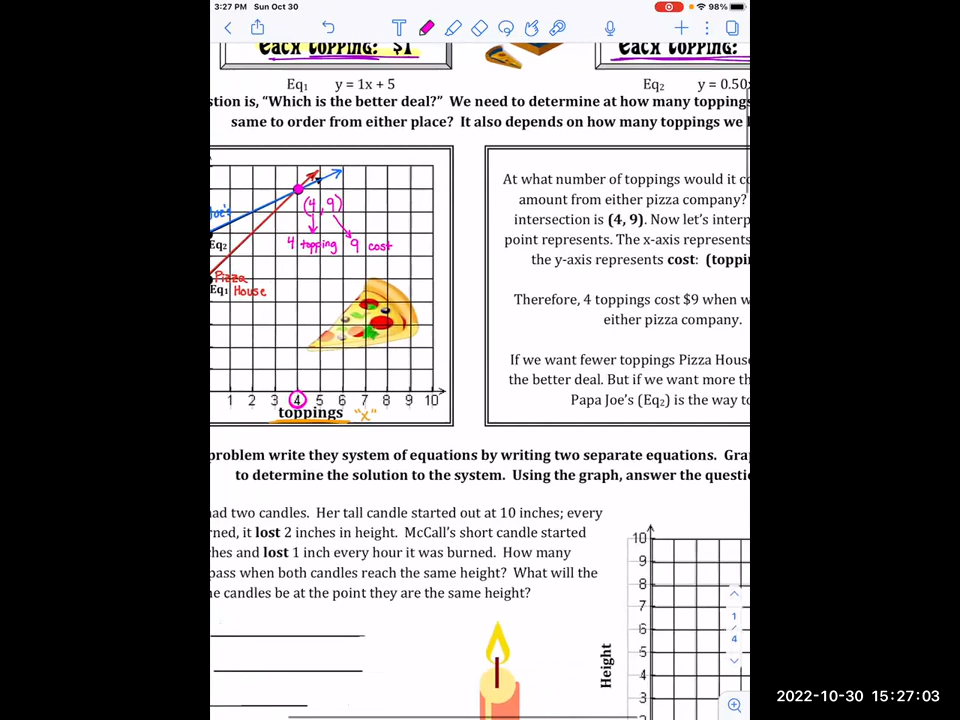 3:27 PM Sun Oct 30
98%
Each topping: $1
Each topping:
Eq1 y = 1x + 5
Eq2 y = 0.50
stion is, "Which is the better deal?" We need to determine at how many toppings
same to order from either place? It also depends on how many toppings we
Joe's
Eq2
Pizza
Eq1 House
(4, 9)
4 topping 9 cost
1 2 3 4 5 6 7 8 9 10
toppings "x"
At what number of toppings would it co
amount from either pizza company?
intersection is (4, 9). Now let's interp
point represents. The x-axis represents
the y-axis represents cost: (toppi
Therefore, 4 toppings cost $9 when w
either pizza company.
If we want fewer toppings Pizza House
the better deal. But if we want more th
Papa Joe's (Eq2) is the way to
problem write they system of equations by writing two separate equations. Gra
to determine the solution to the system. Using the graph, answer the questi
had two candles. Her tall candle started out at 10 inches; every
rned, it lost 2 inches in height. McCall's short candle started
ches and lost 1 inch every hour it was burned. How many
pass when both candles reach the same height? What will the
he candles be at the point they are the same height?
10
9
8
7
6
5
4
3
Height
1
4
2022-10-30 15:27:03